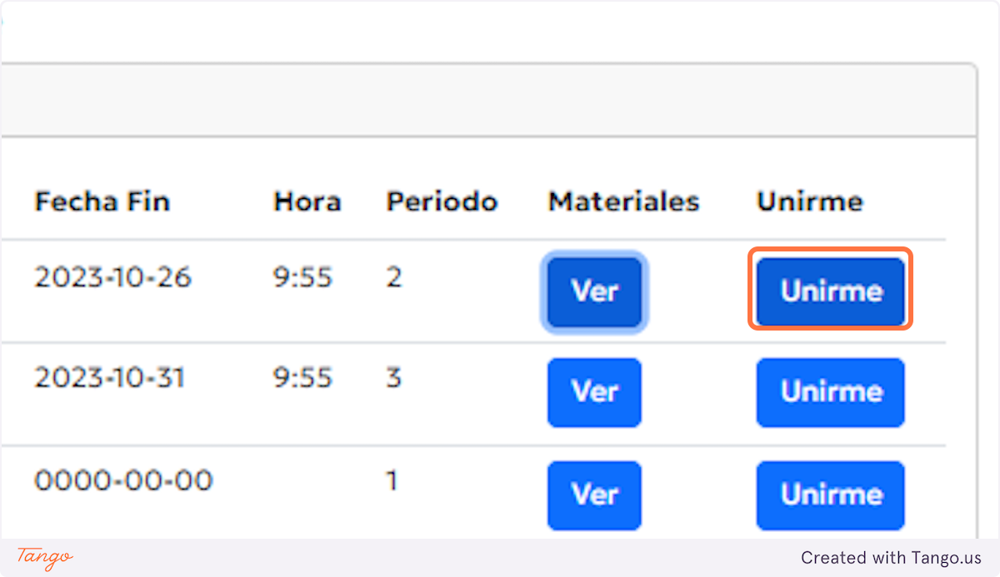 Fecha Fin Hora Periodo Materiales Unirme
2023-10-26 9:55 2 Ver Unirme
2023-10-31 9:55 3 Ver Unirme
0000-00-00 1 Ver Unirme
Tango Created with Tango.us